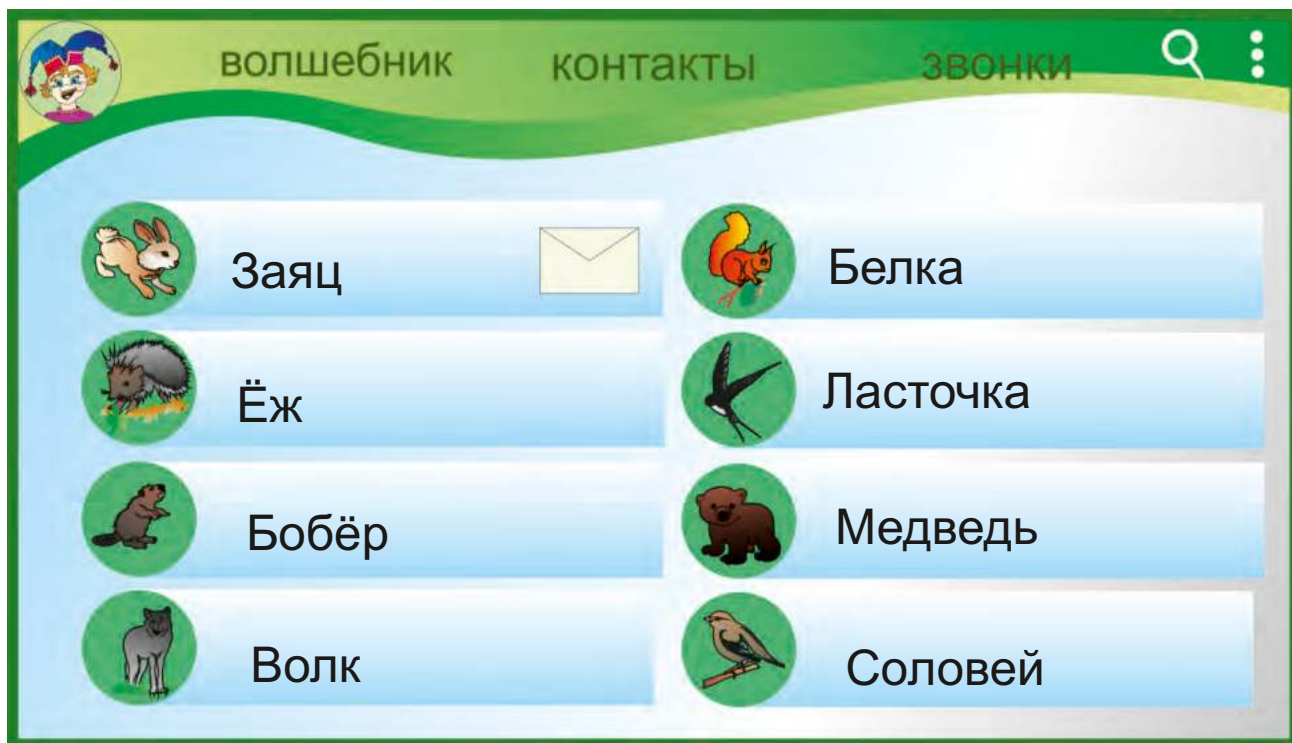 волшебник контакты звонки
Заяц
Белка
Ёж
Ласточка
Бобёр
Медведь
Волк
Соловей